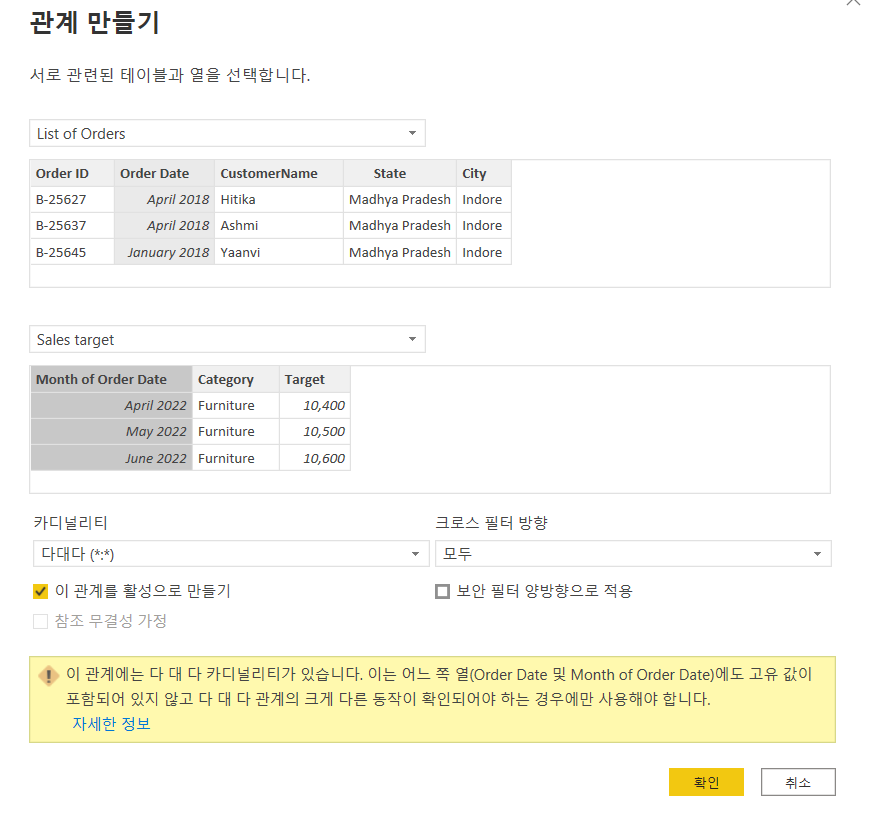 관계 만들기
서로 관련된 테이블과 열을 선택합니다.
List of Orders
Order ID Order Date CustomerName State City
B-25627 April 2018 Hitika Madhya Pradesh Indore
B-25637 April 2018 Ashmi Madhya Pradesh Indore
B-25645 January 2018 Yaanvi Madhya Pradesh Indore
Sales target
Month of Order Date Category Target
April 2022 Furniture 10,400
May 2022 Furniture 10,500
June 2022 Furniture 10,600
카디널리티 크로스 필터 방향
다대다 (*:*) 모두
이 관계를 활성으로 만들기 보안 필터 양방향으로 적용
참조 무결성 가정
이 관계에는 다 대 다 카디널리티가 있습니다. 이는 어느 쪽 열(Order Date 및 Month of Order Date)에도 고유 값이
포함되어 있지 않고 다 대 다 관계의 크게 다른 동작이 확인되어야 하는 경우에만 사용해야 합니다.
자세한 정보
확인 취소